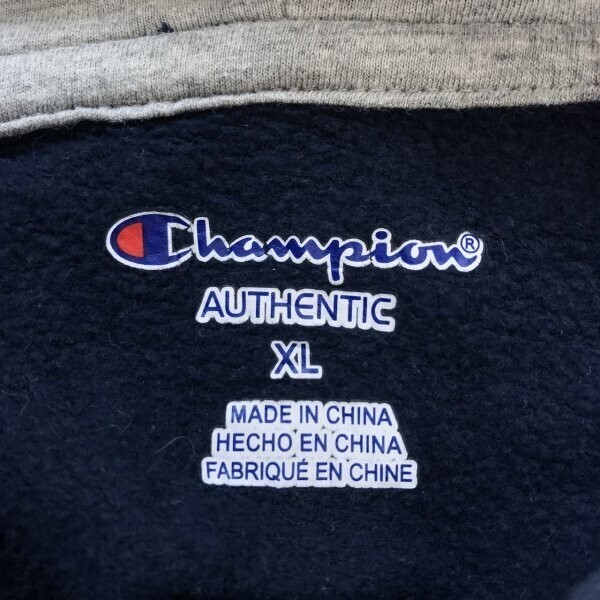 Champion®
AUTHENTIC
XL
MADE IN CHINA
HECHO EN CHINA
FABRIQUÉ EN CHINE